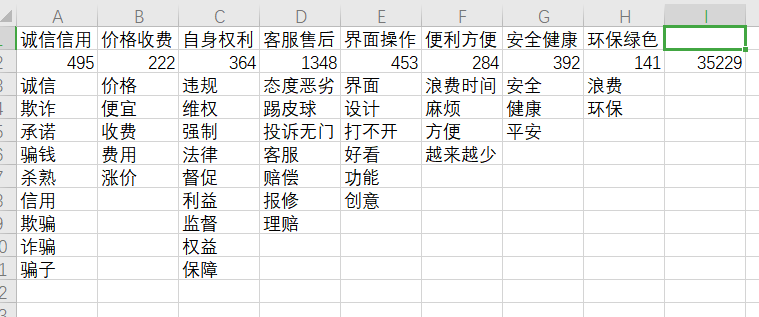 A B C D E F G H I
诚信信用 价格收费 自身权利 客服售后 界面操作 便利方便 安全健康 环保绿色
2 495 222 364 1348 453 284 392 141 35229
3 诚信 价格 违规 态度恶劣 界面 浪费时间 安全 浪费
4 欺诈 便宜 维权 踢皮球 设计 麻烦 健康 环保
5 承诺 收费 强制 投诉无门 打不开 方便 平安
6 骗钱 费用 法律 客服 好看 越来越少
7 杀熟 涨价 督促 赔偿 功能
8 信用 利益 报修 创意
9 欺骗 监督 理赔
0 诈骗 权益
1 骗子 保障
2
3